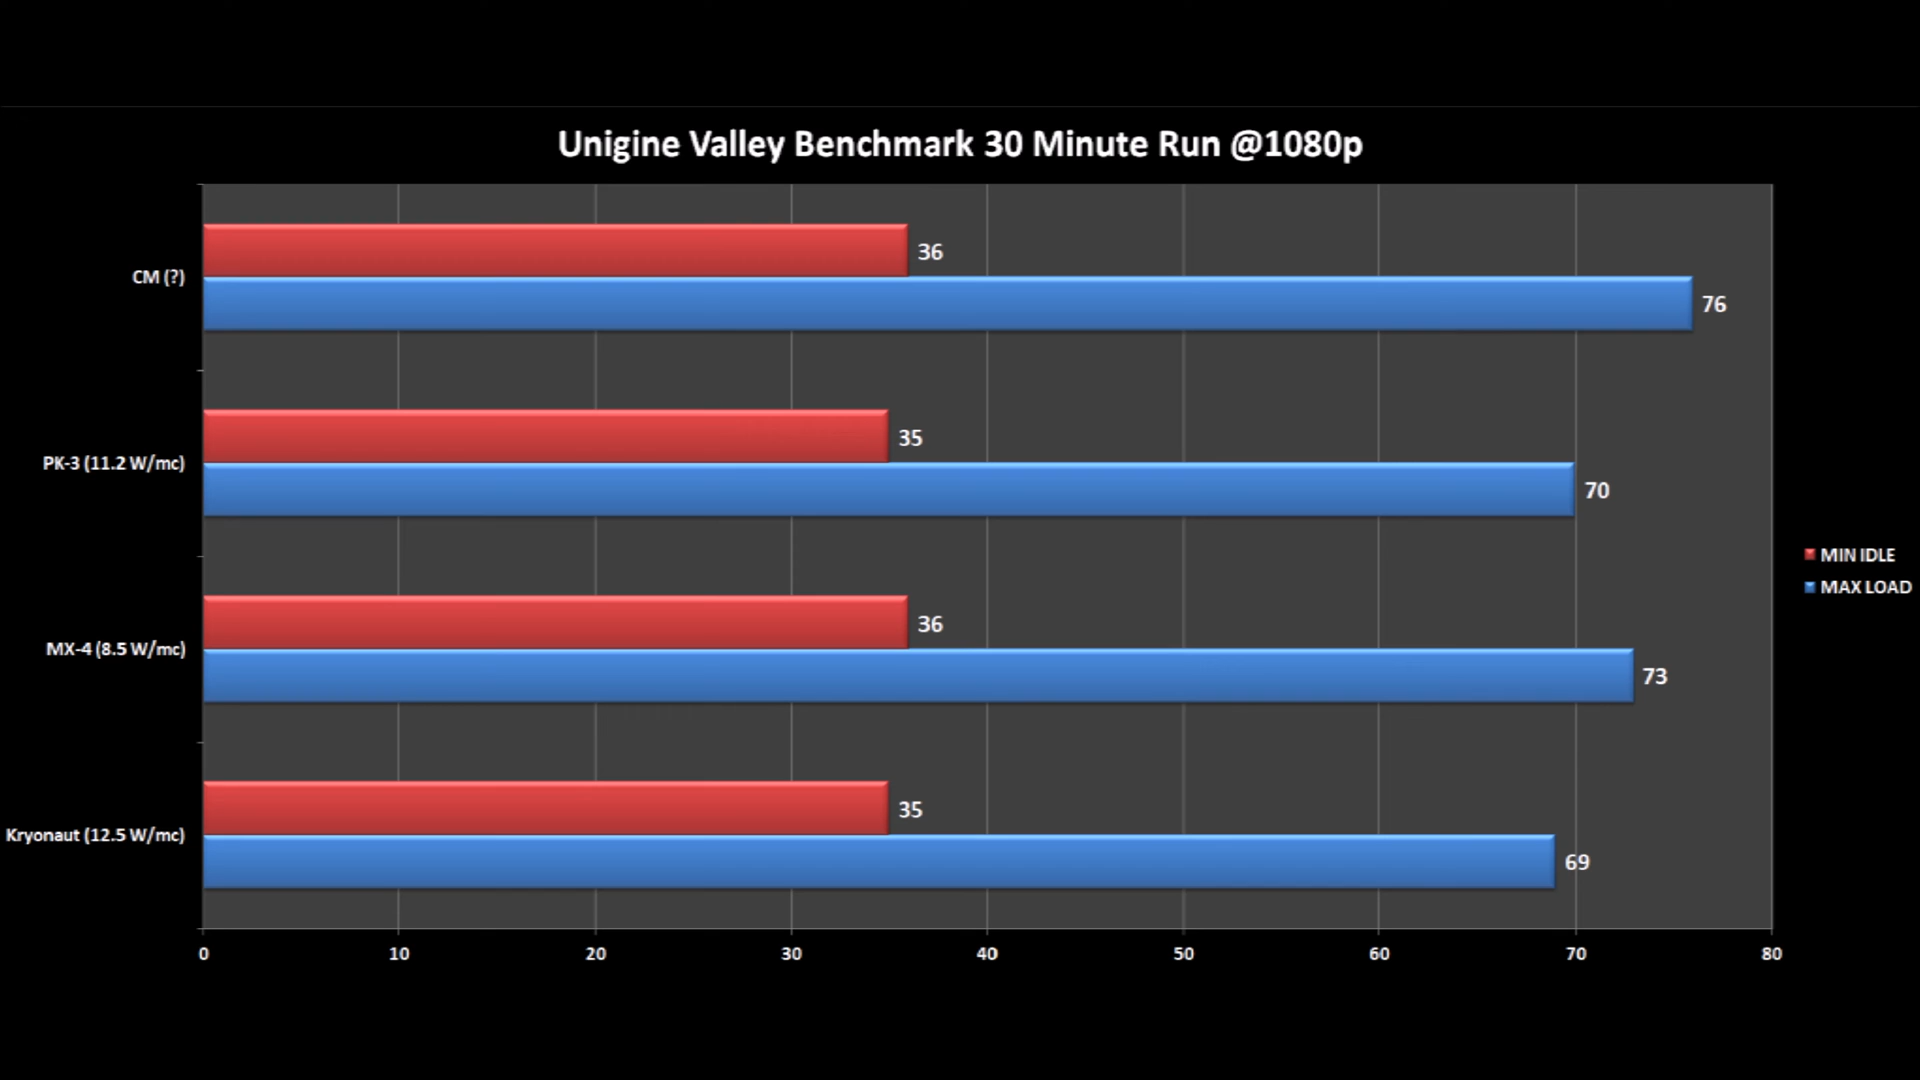 Unigine Valley Benchmark 30 Minute Run @1080p
CM (?)
36
76
PK-3 (11.2 W/mc)
35
70
MX-4 (8.5 W/mc)
36
73
Kryonaut (12.5 W/mc)
35
69
0 10 20 30 40 50 60 70 80
MIN IDLE
MAX LOAD